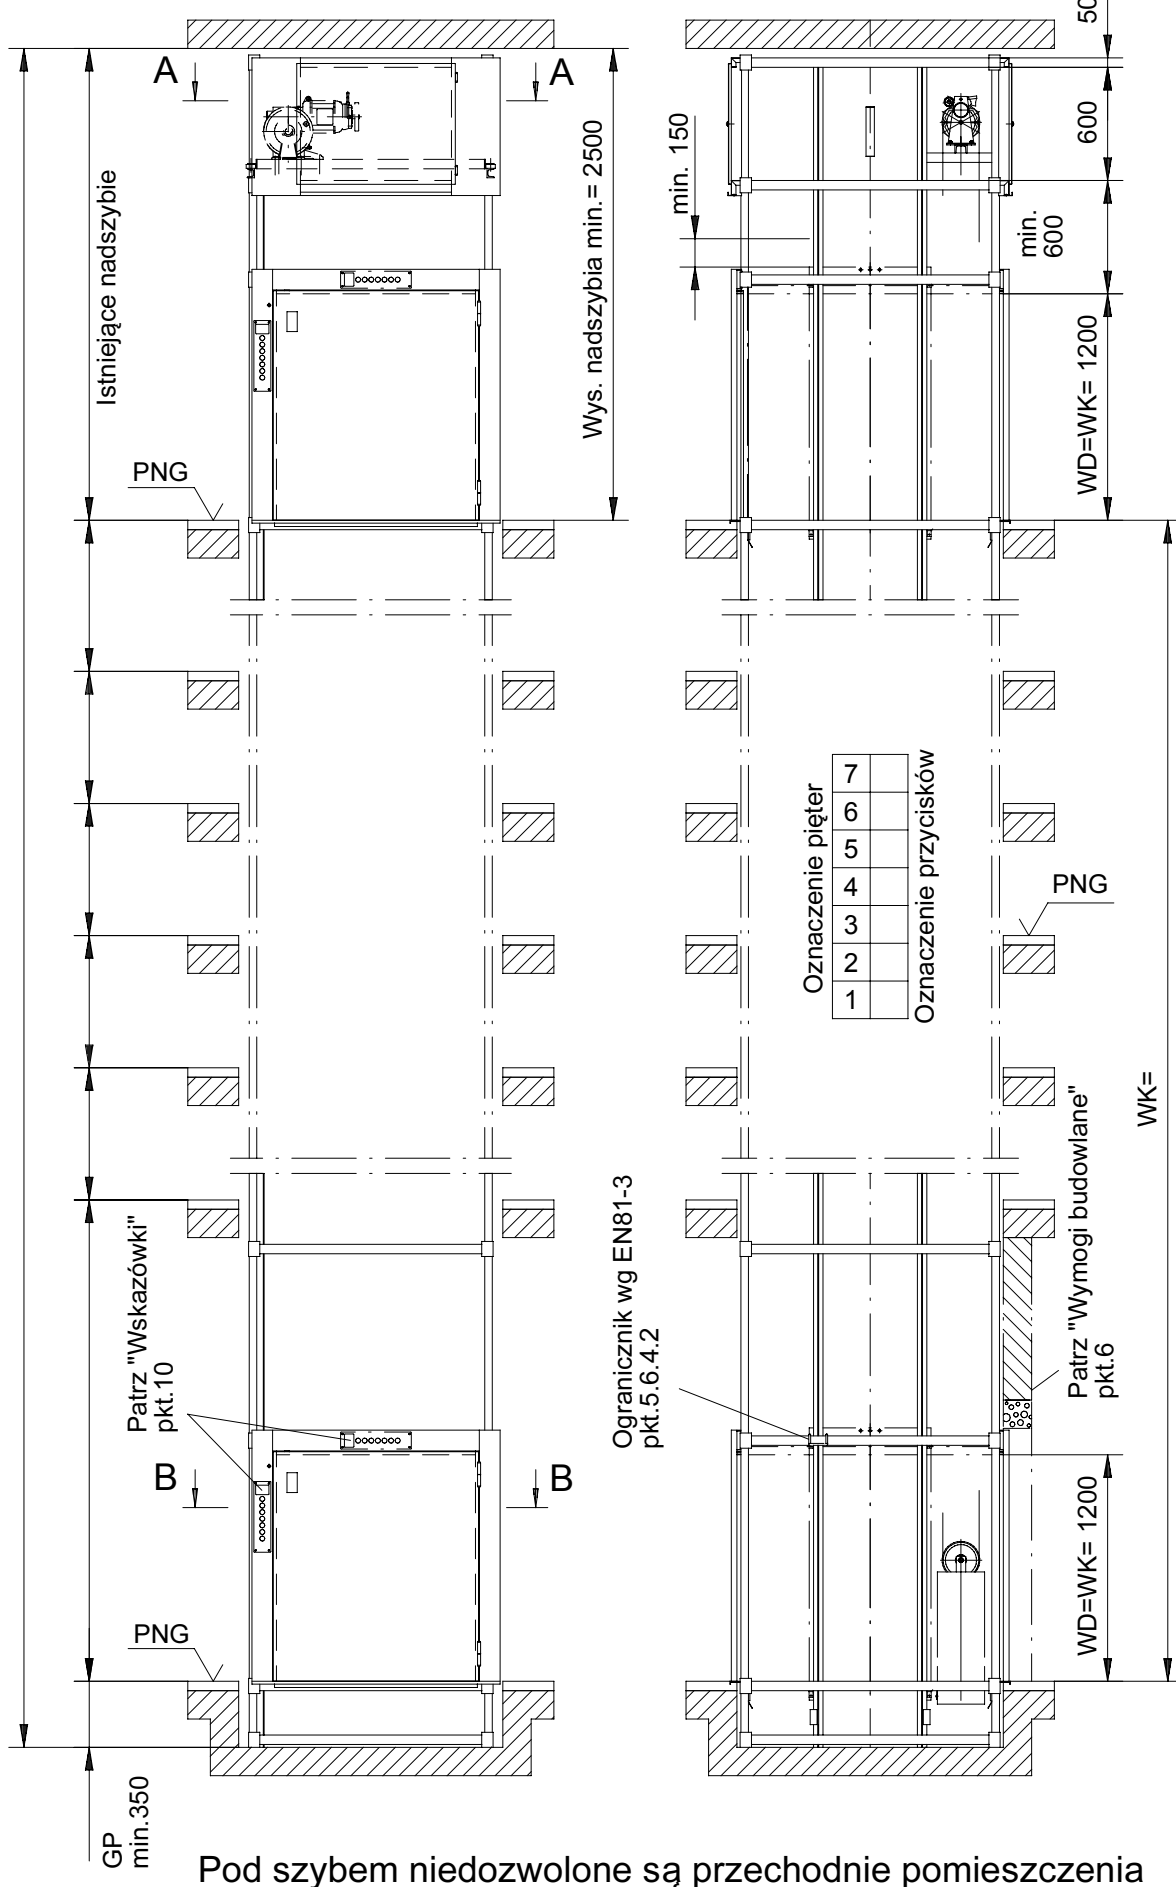 50
A
A
600
min. 150
Wys. nadszybia min.= 2500
Istniejące nadszybie
min.
600
WD=WK= 1200
PNG
Oznaczenie pięter
7
6
5
4
3
2
1
Oznaczenie przycisków
PNG
WK=
Patrz "Wskazówki"
pkt.10
Ogranicznik wg EN81-3
pkt.5.6.4.2
Patrz "Wymogi budowlane"
pkt.6
B
B
WD=WK= 1200
PNG
GP
min.350
Pod szybem niedozwolone są przechodnie pomieszczenia